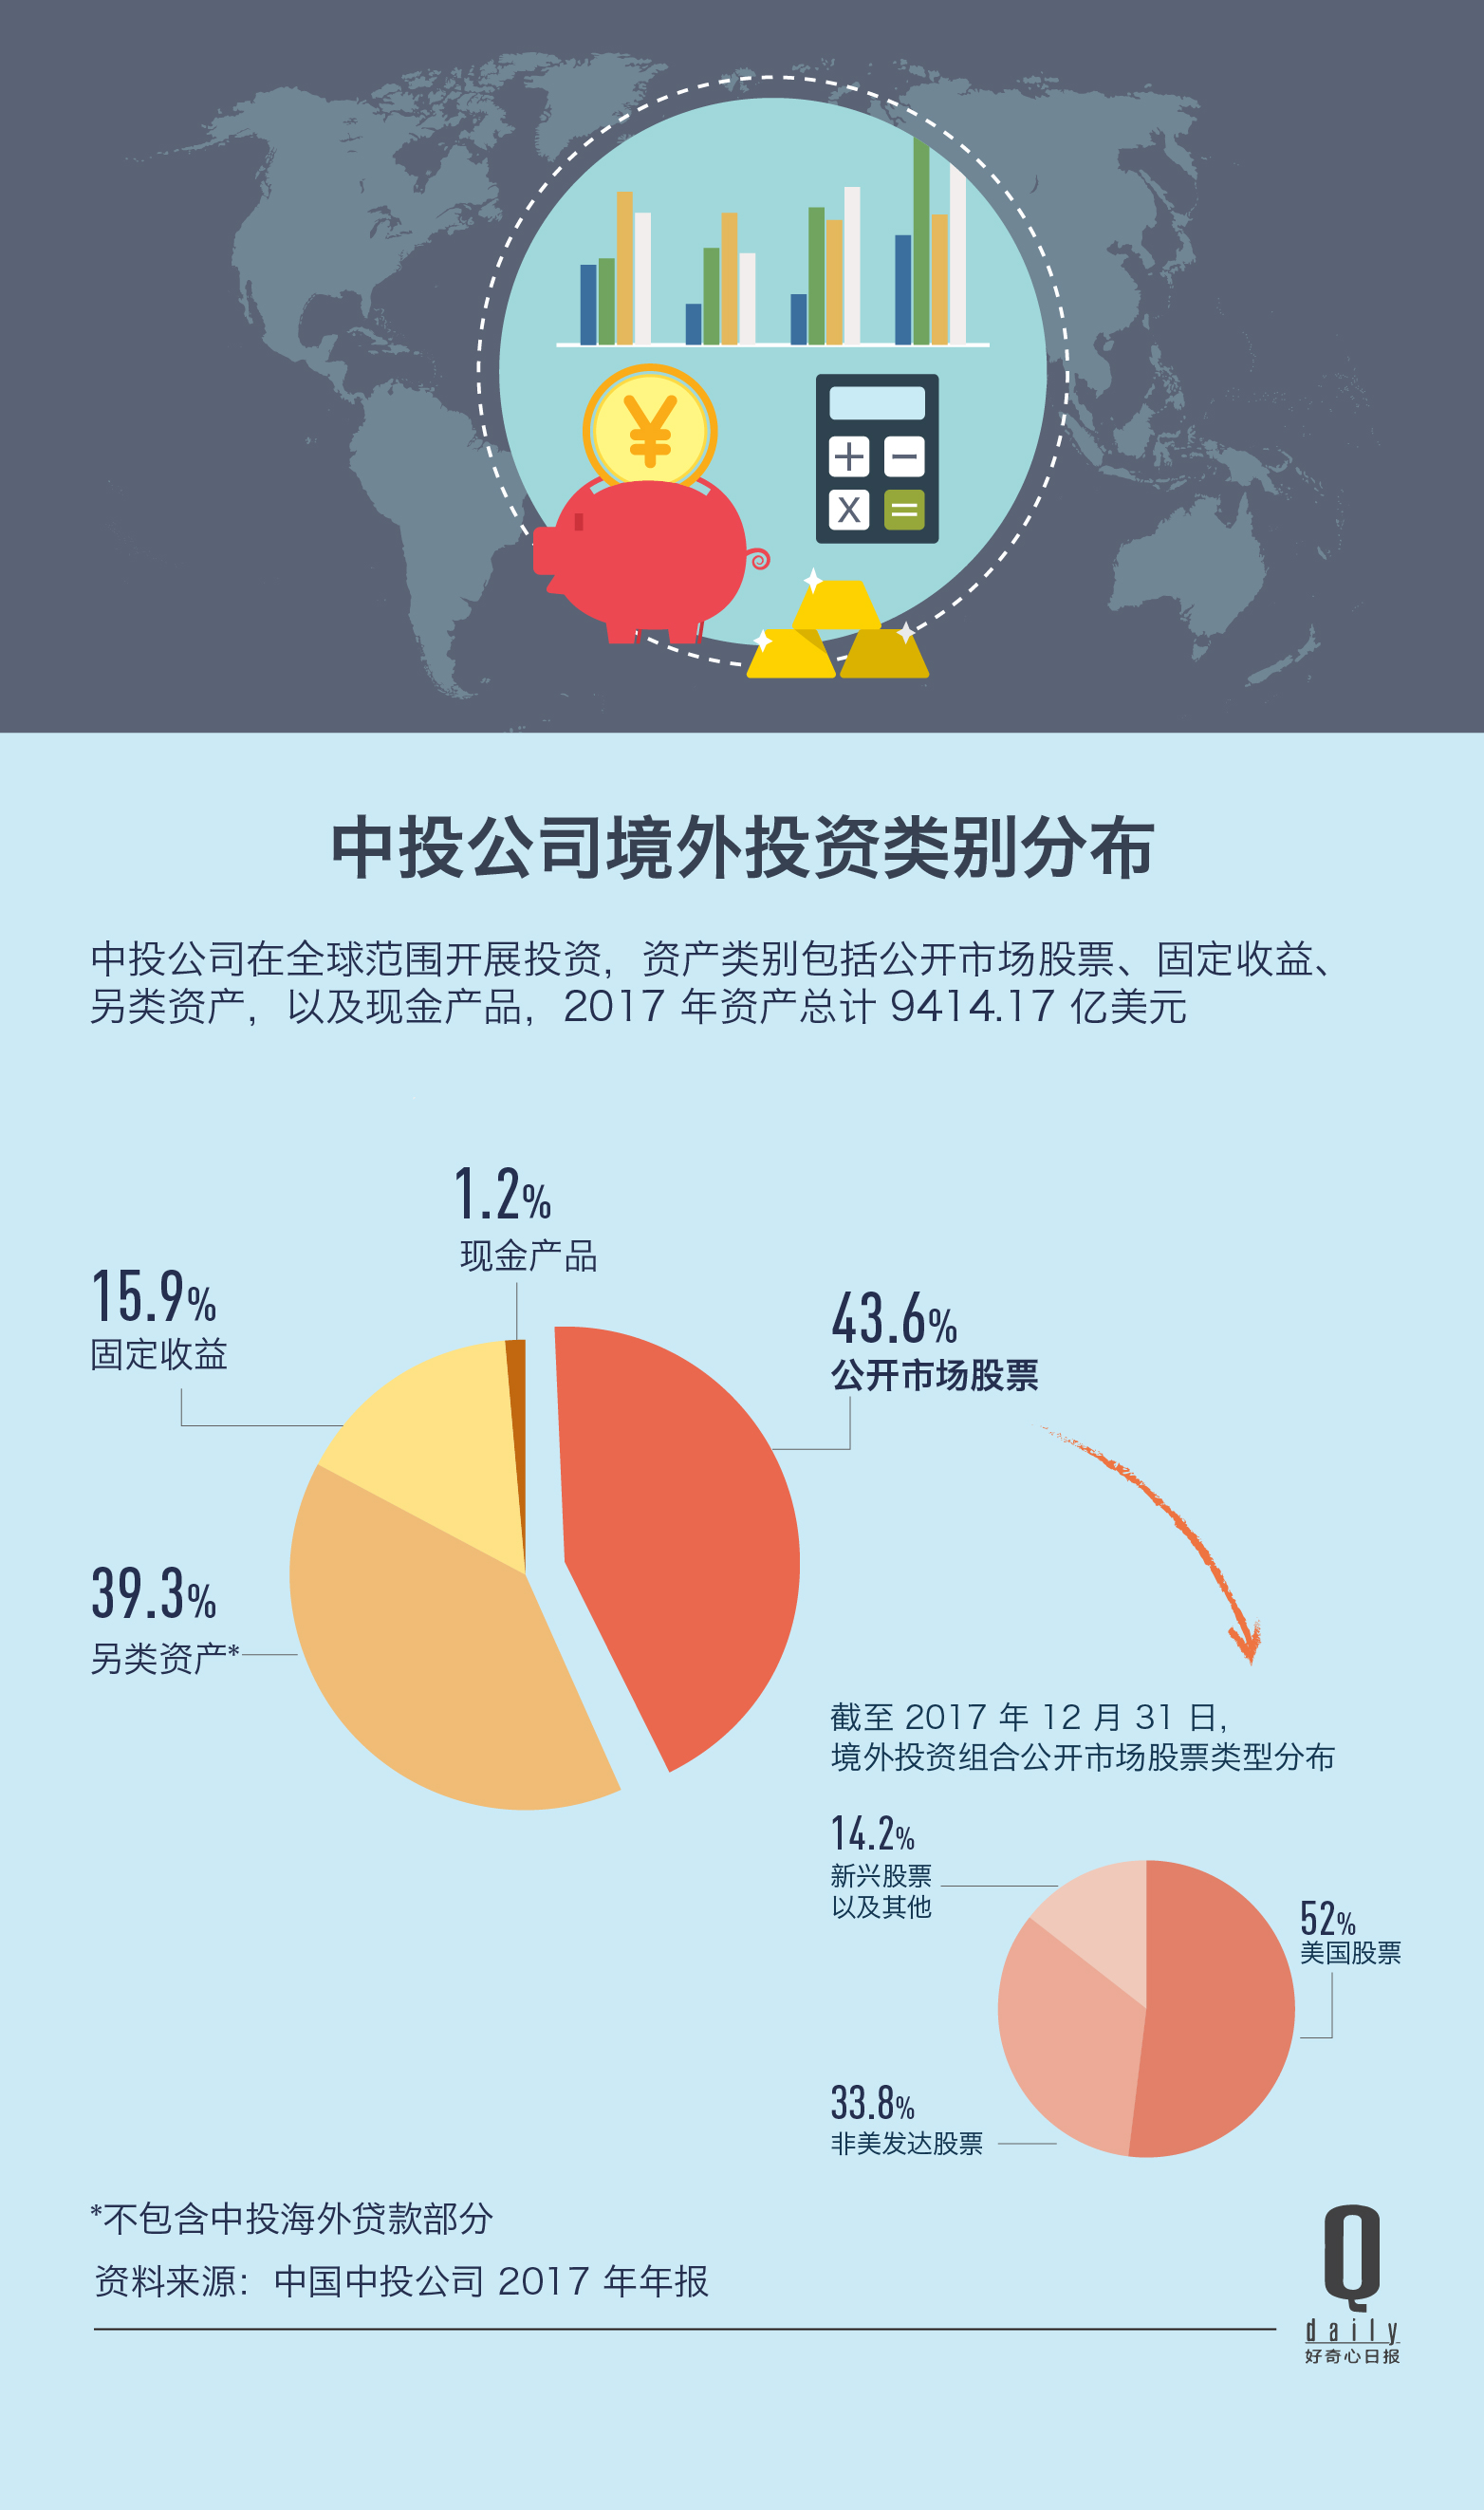 ¥
+
−
X
=
中投公司境外投资类别分布
中投公司在全球范围开展投资，资产类别包括公开市场股票、固定收益、
另类资产，以及现金产品，2017 年资产总计 9414.17 亿美元
1.2%
现金产品
15.9%
固定收益
43.6%
公开市场股票
39.3%
另类资产*
截至 2017 年 12 月 31 日，
境外投资组合公开市场股票类型分布
14.2%
新兴股票
以及其他
52%
美国股票
33.8%
非美发达股票
*不包含中投海外贷款部分
资料来源：中国中投公司 2017 年年报
Q
daily
好奇心日报